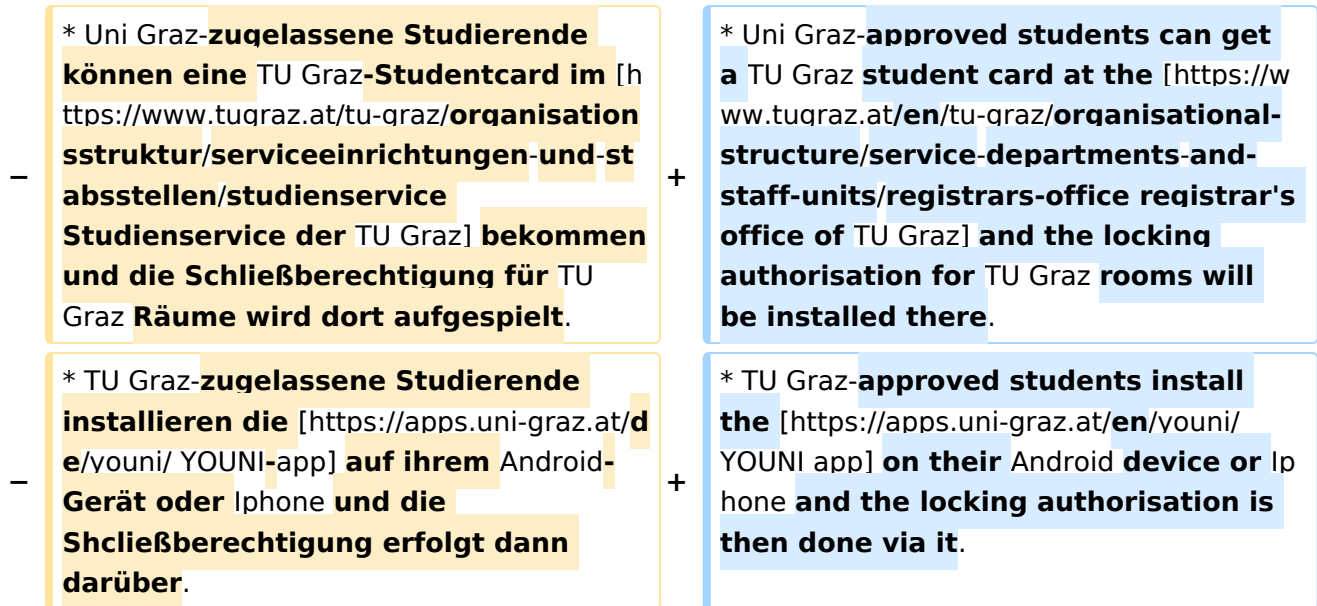 * Uni Graz-zugelassene Studierende
können eine TU Graz-Studentcard im [h
ttps://www.tugraz.at/tu-graz/organisation
sstruktur/serviceeinrichtungen-und-st
absstellen/studienservice
Studienservice der TU Graz] bekommen
und die Schließberechtigung für TU
Graz Räume wird dort aufgespielt.
* Uni Graz-approved students can get
a TU Graz student card at the [https://w
ww.tugraz.at/en/tu-graz/organisational-
structure/service-departments-and-
staff-units/registrars-office registrar's
office of TU Graz] and the locking
authorisation for TU Graz rooms will
be installed there.
− +
* TU Graz-zugelassene Studierende
installieren die [https://apps.uni-graz.at/d
e/youni/ YOUNI-app] auf ihrem Android-
Gerät oder Iphone und die
Shcließberechtigung erfolgt dann
darüber.
* TU Graz-approved students install
the [https://apps.uni-graz.at/en/youni/
YOUNI app] on their Android device or Ip
hone and the locking authorisation is
then done via it.
− +